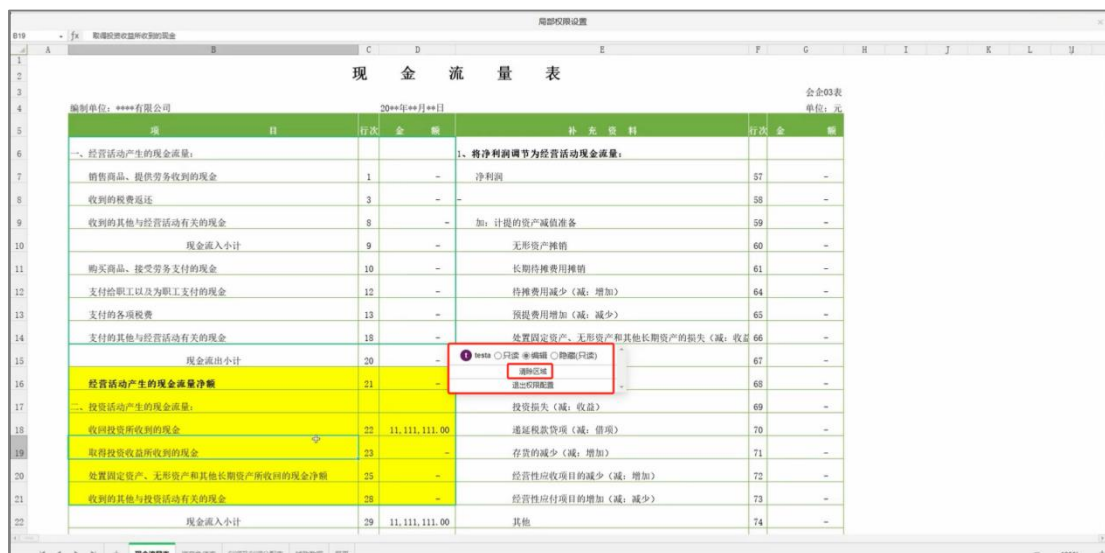 局部权限设置
B19 fx 取得投资收益所收到的现金
A B C D E F G H I J K L
1
2 现 金 流 量 表
3 会企03表
4 编制单位：****有限公司 20**年**月**日 单位：元
5 项 目 行次 金 额 补 充 资 料 行次 金 额
6 一、经营活动产生的现金流量： 1、将净利润调节为经营活动现金流量：
7 销售商品、提供劳务收到的现金 1 - 净利润 57 -
8 收到的税费返还 3 - - 58 -
9 收到的其他与经营活动有关的现金 8 - 加：计提的资产减值准备 59 -
10 现金流入小计 9 - 无形资产摊销 60 -
11 购买商品、接受劳务支付的现金 10 - 长期待摊费用摊销 61 -
12 支付给职工以及为职工支付的现金 12 - 待摊费用减少（减：增加） 64 -
13 支付的各项税费 13 - 预提费用增加（减：减少） 65 -
14 支付的其他与经营活动有关的现金 18 - 处置固定资产、无形资产和其他长期资产的损失（减：收益 66 -
15 现金流出小计 20 - 67 -
t testa 只读 编辑 隐藏(只读)
清除区域
退出权限配置
16 经营活动产生的现金流量净额 21 - 68 -
17 二、投资活动产生的现金流量： 投资损失（减：收益） 69 -
18 收回投资所收到的现金 22 11,111,111.00 递延税款贷项（减：借项） 70 -
19 取得投资收益所收到的现金 23 - 存货的减少（减：增加） 71 -
20 处置固定资产、无形资产和其他长期资产所收回的现金净额 25 - 经营性应收项目的减少（减：增加） 72 -
21 收到的其他与投资活动有关的现金 28 - 经营性应付项目的增加（减：减少） 73 -
22 现金流入小计 29 11,111,111.00 其他 74 -